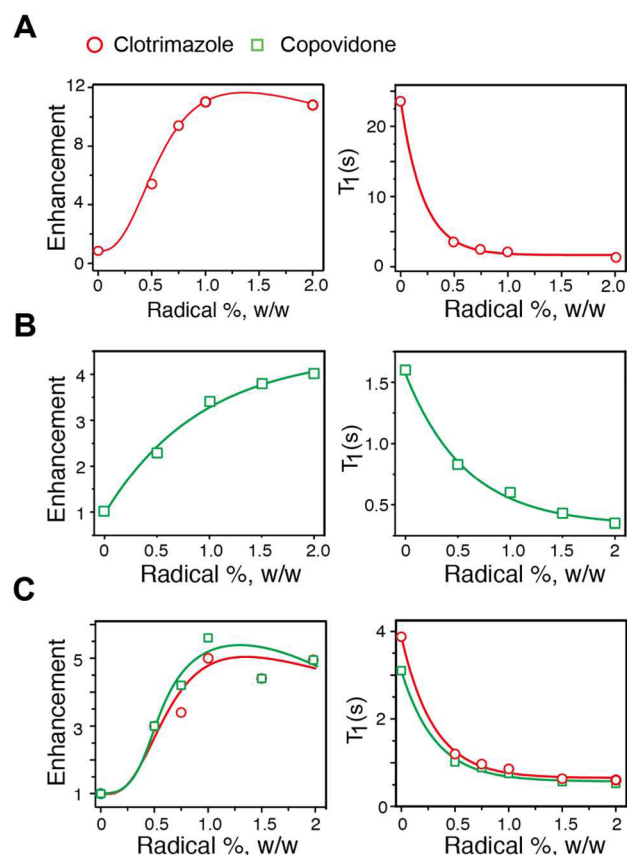 A
Clotrimazole Copovidone
Enhancement
12
8
4
0
0 0.5 1.0 1.5 2.0
Radical %, w/w
T1(s)
20
10
0
0 0.5 1.0 1.5 2.0
Radical %, w/w
B
Enhancement
4
3
2
1
0 0.5 1.0 1.5 2.0
Radical %, w/w
T1(s)
1.5
1.0
0.5
0 0.5 1.0 1.5 2
Radical %, w/w
C
Enhancement
5
3
1
0 0.5 1.0 1.5 2
Radical %, w/w
T1(s)
4
2
0
0 0.5 1.0 1.5 2
Radical %, w/w